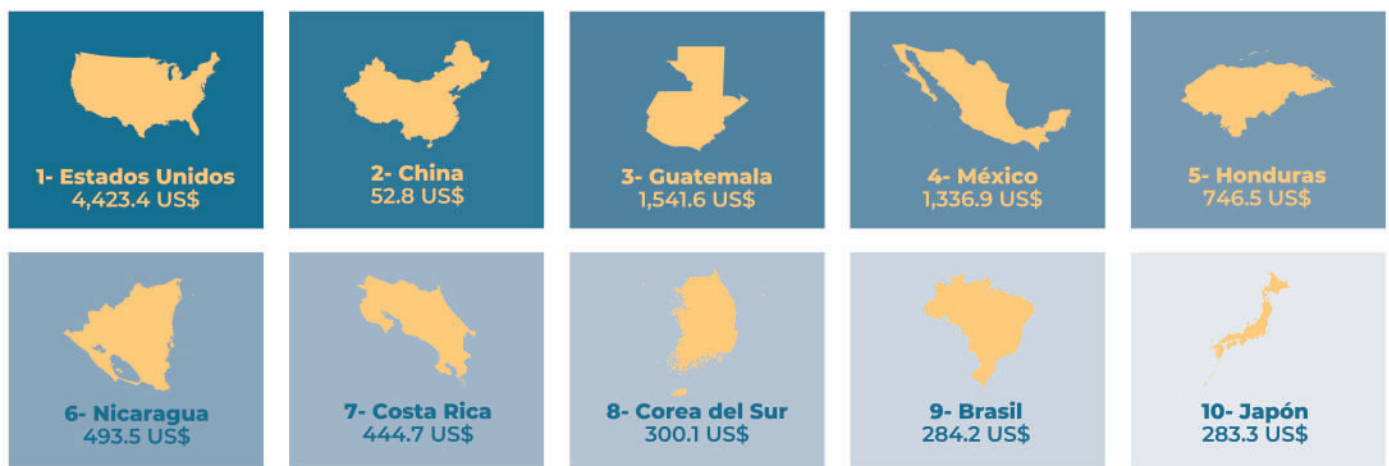 1- Estados Unidos
4,423.4 US$
2- China
52.8 US$
3- Guatemala
1,541.6 US$
4- México
1,336.9 US$
5- Honduras
746.5 US$
6- Nicaragua
493.5 US$
7- Costa Rica
444.7 US$
8- Corea del Sur
300.1 US$
9- Brasil
284.2 US$
10- Japón
283.3 US$